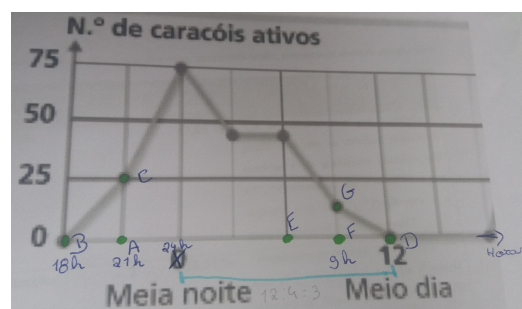 N.º de caracóis ativos
75
50
25
0
C
G
B
A
E
F
D
18h
21h
24h
9h
12
Horas
Meia noite
12:4=3
Meio dia